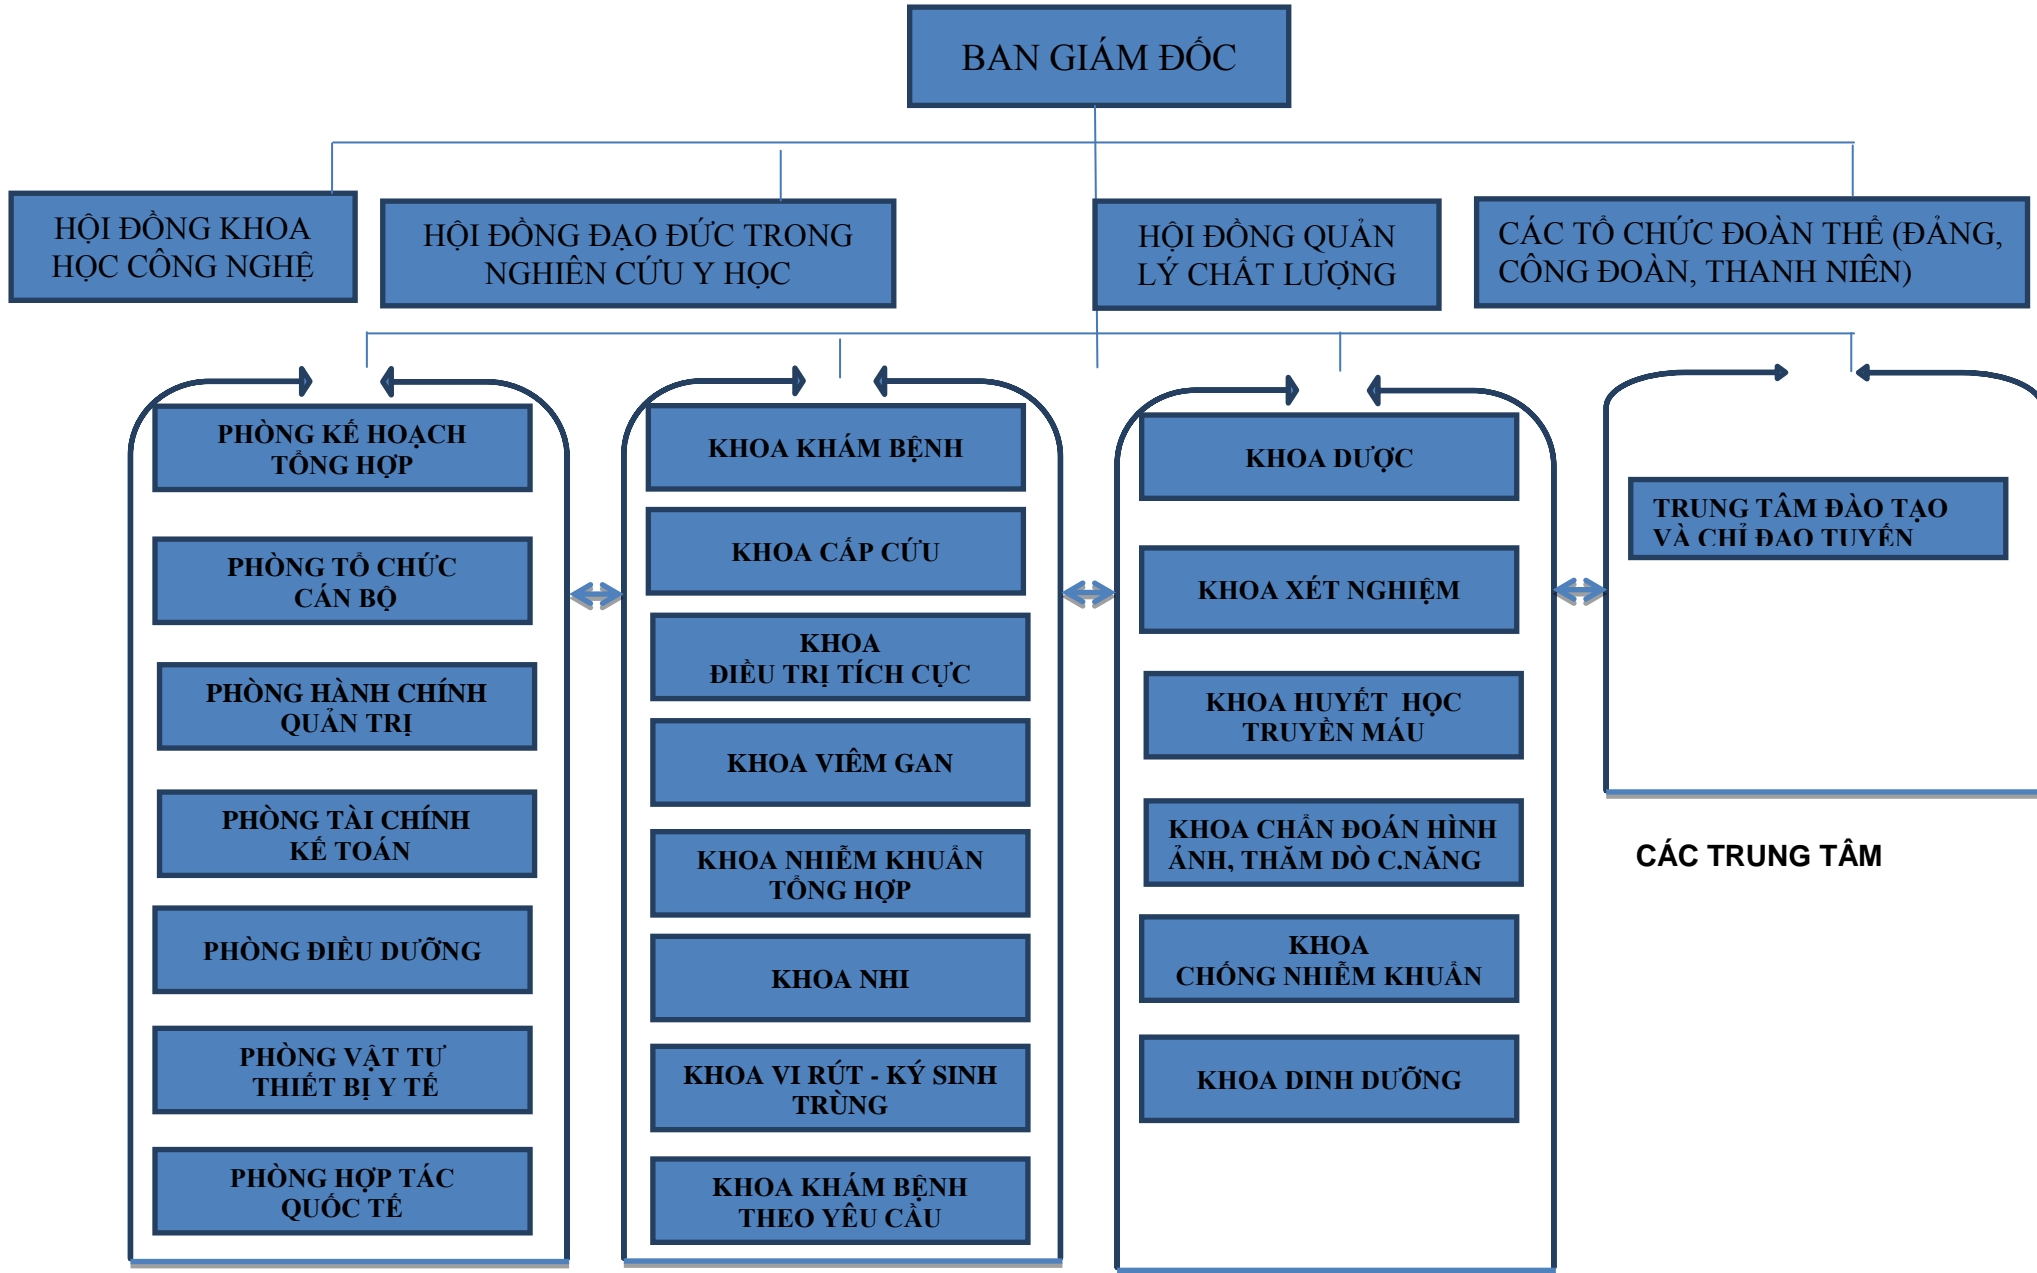 BAN GIÁM ĐỐC
HỘI ĐỒNG KHOA
HỌC CÔNG NGHỆ
HỘI ĐỒNG ĐẠO ĐỨC TRONG
NGHIÊN CỨU Y HỌC
HỘI ĐỒNG QUẢN
LÝ CHẤT LƯỢNG
CÁC TỔ CHỨC ĐOÀN THỂ (ĐẢNG,
CÔNG ĐOÀN, THANH NIÊN)
PHÒNG KẾ HOẠCH
TỔNG HỢP
PHÒNG TỔ CHỨC
CÁN BỘ
PHÒNG HÀNH CHÍNH
QUẢN TRỊ
PHÒNG TÀI CHÍNH
KẾ TOÁN
PHÒNG ĐIỀU DƯỠNG
PHÒNG VẬT TƯ
THIẾT BỊ Y TẾ
PHÒNG HỢP TÁC
QUỐC TẾ
KHOA KHÁM BỆNH
KHOA CẤP CỨU
KHOA
ĐIỀU TRỊ TÍCH CỰC
KHOA VIÊM GAN
KHOA NHIỄM KHUẨN
TỔNG HỢP
KHOA NHI
KHOA VI RÚT - KÝ SINH
TRÙNG
KHOA KHÁM BỆNH
THEO YÊU CẦU
KHOA DƯỢC
KHOA XÉT NGHIỆM
KHOA HUYẾT HỌC
TRUYỀN MÁU
KHOA CHẨN ĐOÁN HÌNH
ẢNH, THĂM DÒ C.NĂNG
KHOA
CHỐNG NHIỄM KHUẨN
KHOA DINH DƯỠNG
TRUNG TÂM ĐÀO TẠO
VÀ CHỈ ĐẠO TUYẾN
CÁC TRUNG TÂM